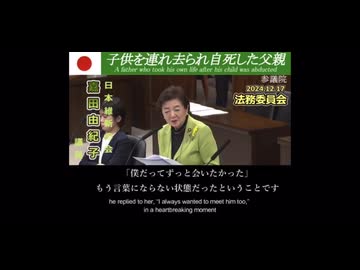 子供を連れ去られ自死した父親
A father who took his own life after his child was abducted
参議院
2024.12.17
法務委員会
日本維新の会
嘉田由紀子
議員
「僕だってずっと会いたかった」
もう言葉にならない状態だったということです
he replied to her, "I always wanted to meet him too,"
in a heartbreaking moment